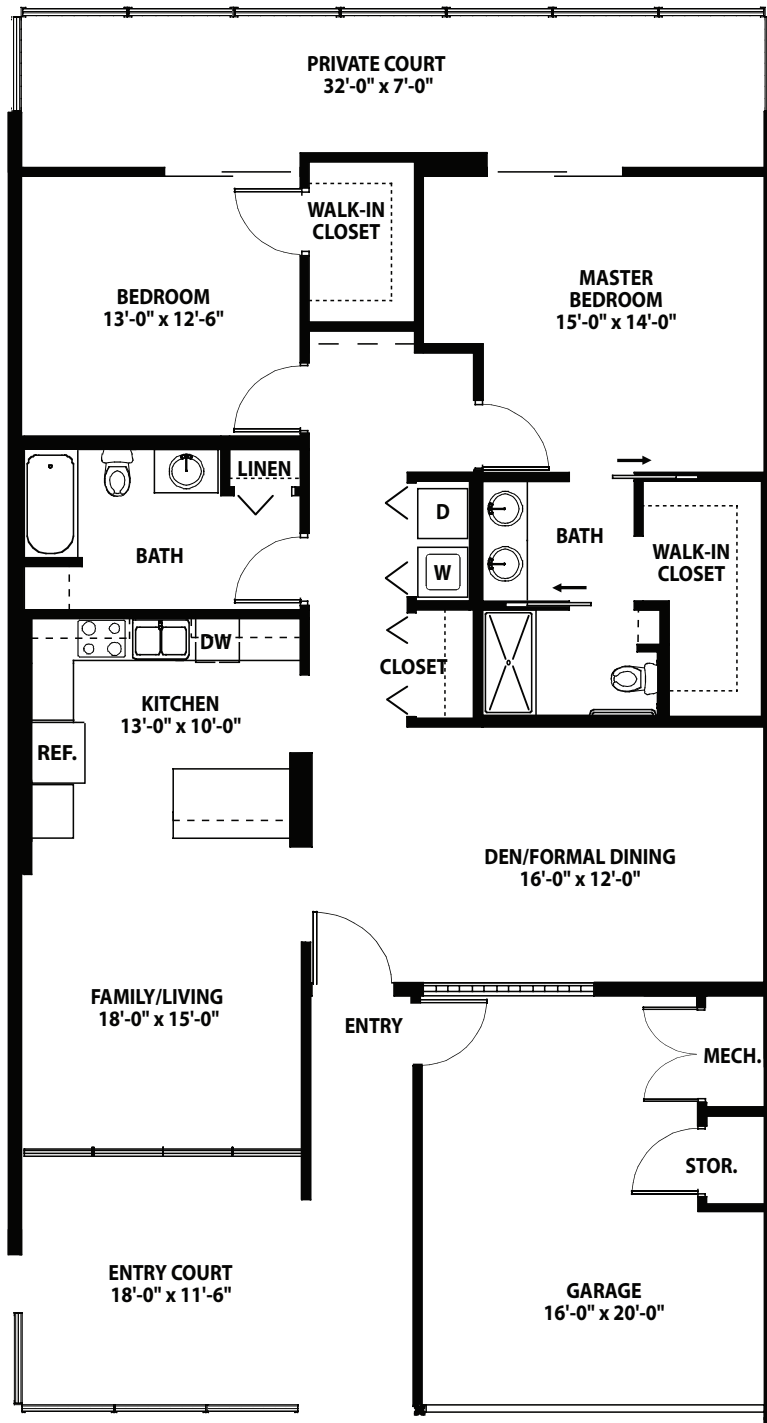 PRIVATE COURT
32'-0" x 7'-0"
WALK-IN
CLOSET
BEDROOM
13'-0" x 12'-6"
MASTER
BEDROOM
15'-0" x 14'-0"
LINEN
D
BATH
BATH
W
WALK-IN
CLOSET
DW
CLOSET
KITCHEN
13'-0" x 10'-0"
REF.
DEN/FORMAL DINING
16'-0" x 12'-0"
FAMILY/LIVING
18'-0" x 15'-0"
ENTRY
MECH.
STOR.
ENTRY COURT
18'-0" x 11'-6"
GARAGE
16'-0" x 20'-0"